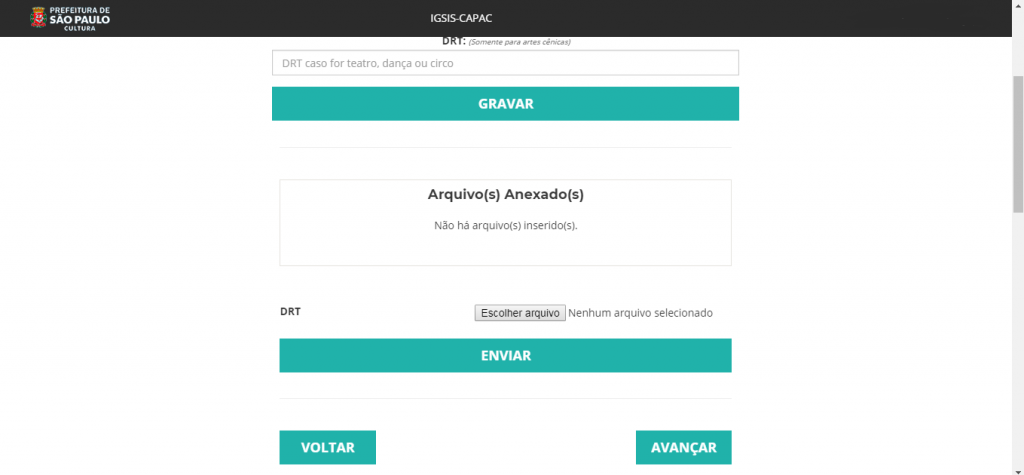 PREFEITURA DE
SÃO PAULO
CULTURA
IGSIS-CAPAC
DRT: (Somente para artes cênicas)
DRT caso for teatro, dança ou circo
GRAVAR
Arquivo(s) Anexado(s)
Não há arquivo(s) inserido(s).
DRT Escolher arquivo Nenhum arquivo selecionado
ENVIAR
VOLTAR AVANÇAR